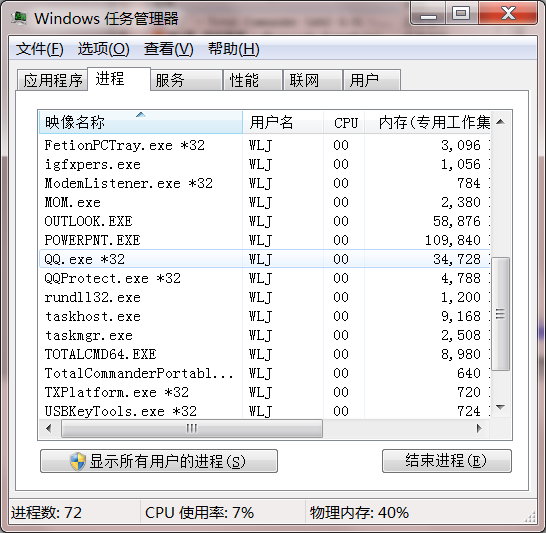 Windows 任务管理器
文件(F) 选项(O) 查看(V) 帮助(H)
应用程序 进程 服务 性能 联网 用户
映像名称 用户名 CPU 内存(专用工作集
FetionPCTray.exe *32 WLJ 00 3,096
igfxpers.exe WLJ 00 1,056
ModemListener.exe *32 WLJ 00 784
MOM.exe WLJ 00 2,380
OUTLOOK.EXE WLJ 00 58,876
POWERPNT.EXE WLJ 00 109,840
QQ.exe *32 WLJ 00 34,728
QQProtect.exe *32 WLJ 00 4,788
rundll32.exe WLJ 00 1,200
taskhost.exe WLJ 00 9,168
taskmgr.exe WLJ 00 2,508
TOTALCMD64.EXE WLJ 00 8,980
TotalCommanderPortabl... WLJ 00 640
TXPlatform.exe *32 WLJ 00 720
USBKeyTools.exe *32 WLJ 00 724
显示所有用户的进程(S) 结束进程(E)
进程数: 72 CPU 使用率: 7% 物理内存: 40%